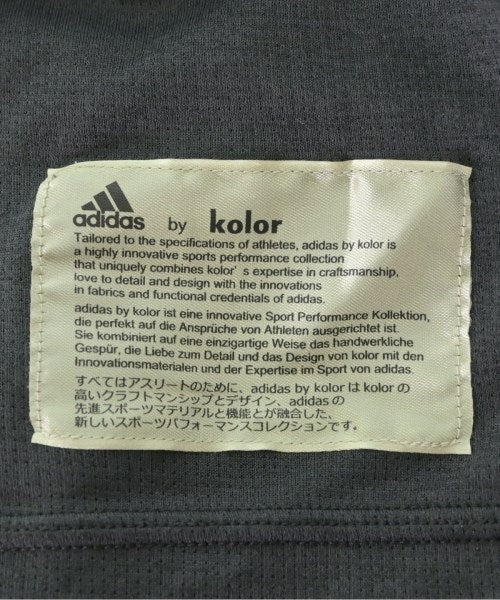 adidas by kolor
Tailored to the specifications of athletes, adidas by kolor is
a highly innovative sports performance collection
that uniquely combines kolor's expertise in craftsmanship,
love to detail and design with the innovations
in fabrics and functional credentials of adidas.
adidas by kolor ist eine innovative Sport Performance Kollektion,
die perfekt auf die Ansprüche von Athleten ausgerichtet ist.
Sie kombiniert auf eine einzigartige Weise das handwerkliche
Gespür, die Liebe zum Detail und das Design von kolor mit den
Innovationsmaterialen und der Expertise im Sport von adidas.
すべてはアスリートのために、adidas by kolor は kolor の
高いクラフトマンシップとデザイン、adidas の
先進スポーツマテリアルと機能とが融合した、
新しいスポーツパフォーマンスコレクションです。